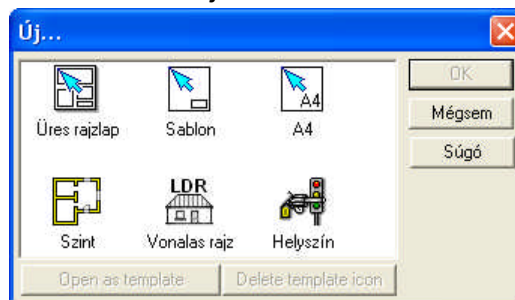 Új...
OK
Mégsem
Súgó
A4
Üres rajzlap
Sablon
A4
LDR
Szint
Vonalas rajz
Helyszín
Open as template
Delete template icon